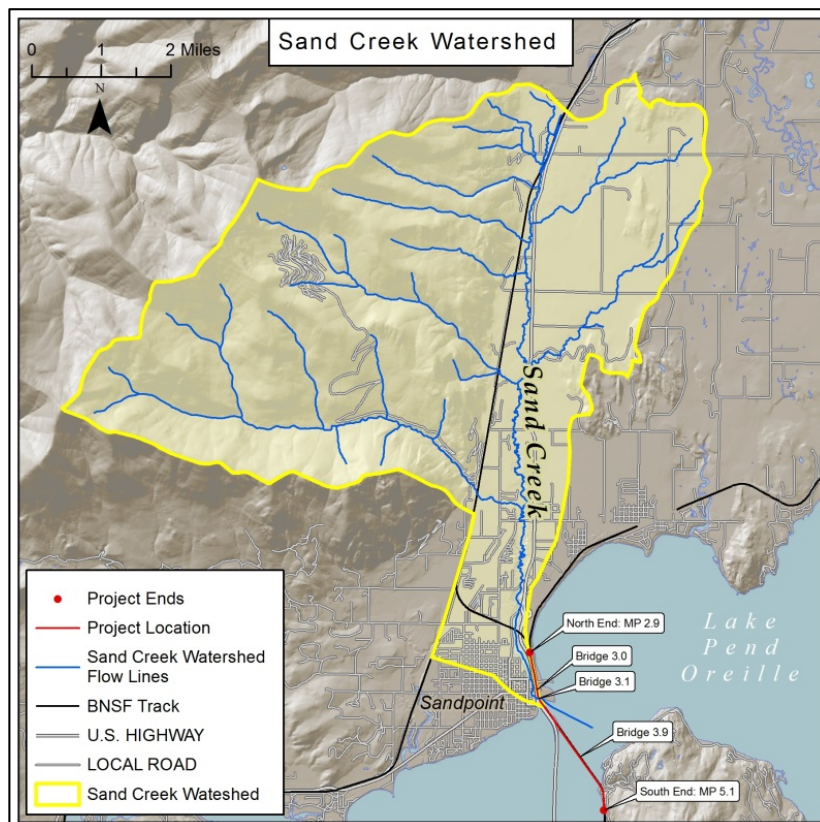 Sand Creek Watershed
0 1 2 Miles
N
Sand Creek
North End: MP 2.9
Bridge 3.0
Bridge 3.1
Lake
Pend
Oreille
Sandpoint
Bridge 3.9
South End: MP 5.1
Project Ends
Project Location
Sand Creek Watershed
Flow Lines
BNSF Track
U.S. HIGHWAY
LOCAL ROAD
Sand Creek Wateshed